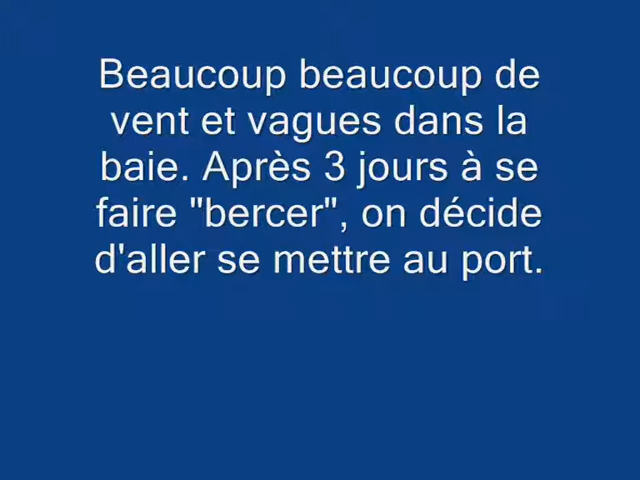 Beaucoup beaucoup de
vent et vagues dans la
baie. Après 3 jours à se
faire "bercer", on décide
d'aller se mettre au port.